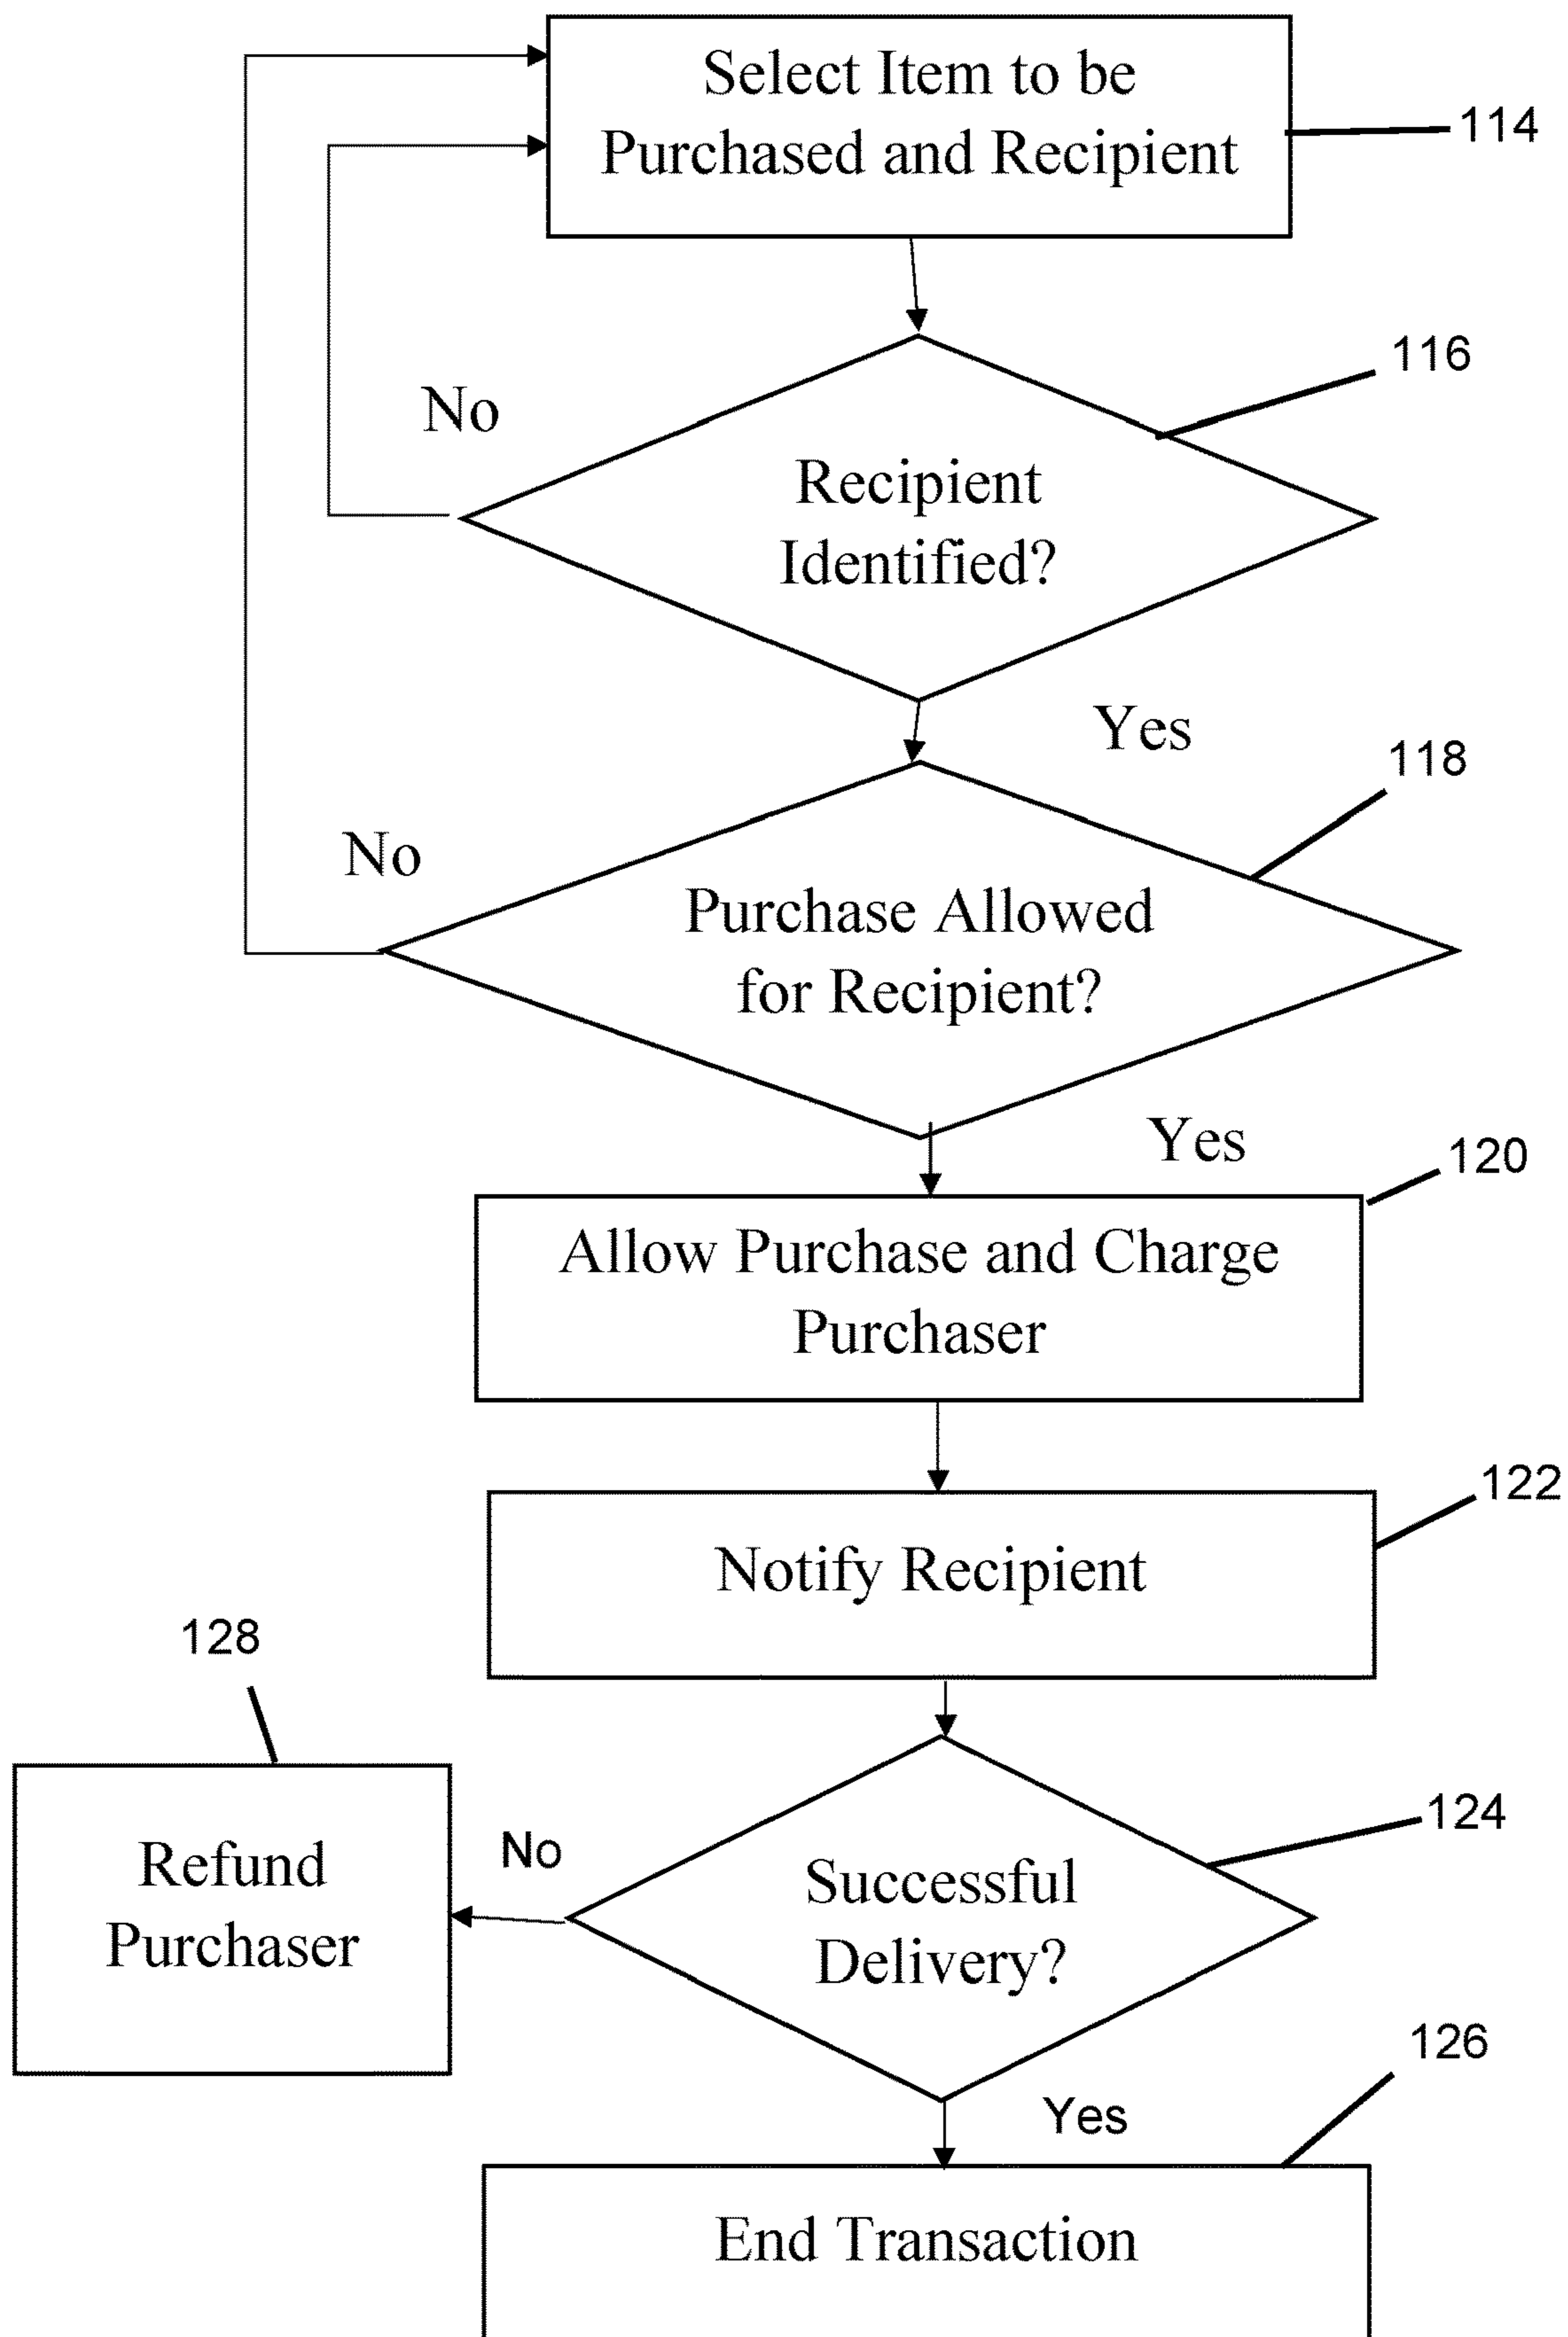 Select Item to be
Purchased and Recipient
114
116
No
Recipient
Identified?
Yes
118
No
Purchase Allowed
for Recipient?
Yes
120
Allow Purchase and Charge
Purchaser
122
Notify Recipient
128
124
Refund
Purchaser
No
Successful
Delivery?
126
Yes
End Transaction